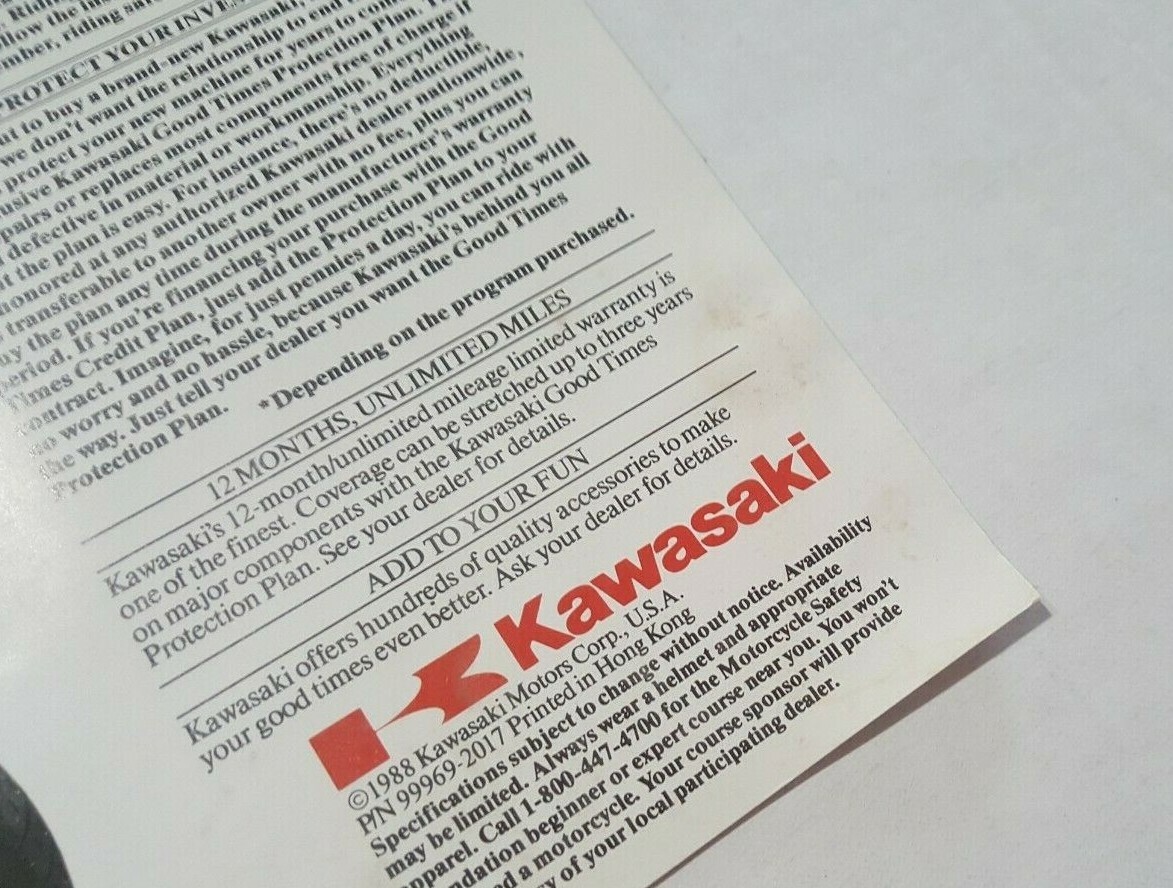 low the
mber, riding
PROTECT YOUR INVE
to buy a brand-new Kawasaki,
we don't want the relationship to end
protect your new machine for years to
usive Kawasaki Good Times Protection Plan.
pairs or replaces most components free of charge
defective in material or workmanship. Everything
the plan is easy. For instance, there's no deductible,
honored at any authorized Kawasaki dealer nationwide,
transferable to another owner with no fee, plus you can
uy the plan any time during the manufacturer's warranty
period. If you're financing your purchase with the Good
Times Credit Plan, just add the Protection Plan to your
contract. Imagine, for just pennies a day, you can ride with
no worry and no hassle, because Kawasaki's behind you all
the way. Just tell your dealer you want the Good Times
Protection Plan. *Depending on the program purchased.
12 MONTHS, UNLIMITED MILES
Kawasaki's 12-month/unlimited mileage limited warranty is
one of the finest. Coverage can be stretched up to three years
on major components with the Kawasaki Good Times
Protection Plan. See your dealer for details.
ADD TO YOUR FUN
Kawasaki offers hundreds of quality accessories to make
your good times even better. Ask your dealer for details.
Kawasaki
©1988 Kawasaki Motors Corp., U.S.A.
P/N 99969-2017 Printed in Hong Kong
Specifications subject to change without notice. Availability
may be limited. Always wear a helmet and appropriate
apparel. Call 1-800-447-4700 for the Motorcycle Safety
ndation beginner or expert course near you. You won't
d a motorcycle. Your course sponsor will provide
y of your local participating dealer.